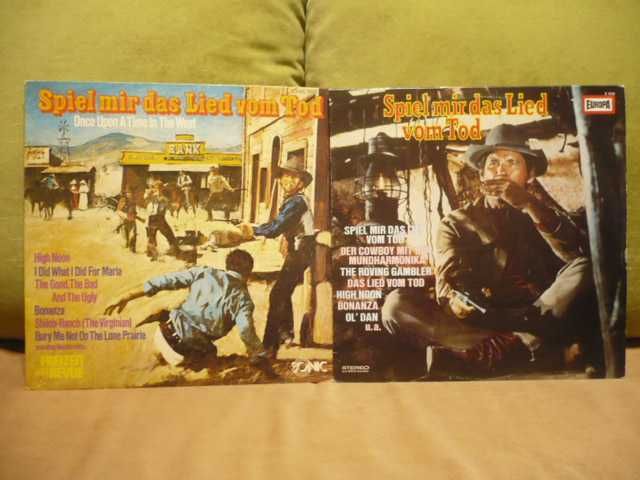 Spiel mir das Lied vom Tod
Once Upon A Time In The West
BANK
High Noon
I Did What I Did For Maria
The Good, The Bad
And The Ugly
Bonanza
Shiloh-Ranch (The Virginian)
Bury Me Not On The Lone Prairie
SONIC
Spiel mir das Lied
vom Tod
EUROPA
SPIEL MIR DAS
VOM TOD
DER COWBOY MIT
MUNDHARMONIKA
THE ROVING GAMBLER
DAS LIED VOM TOD
HIGH NOON
BONANZA
OL' DAN
u.a.
STEREO